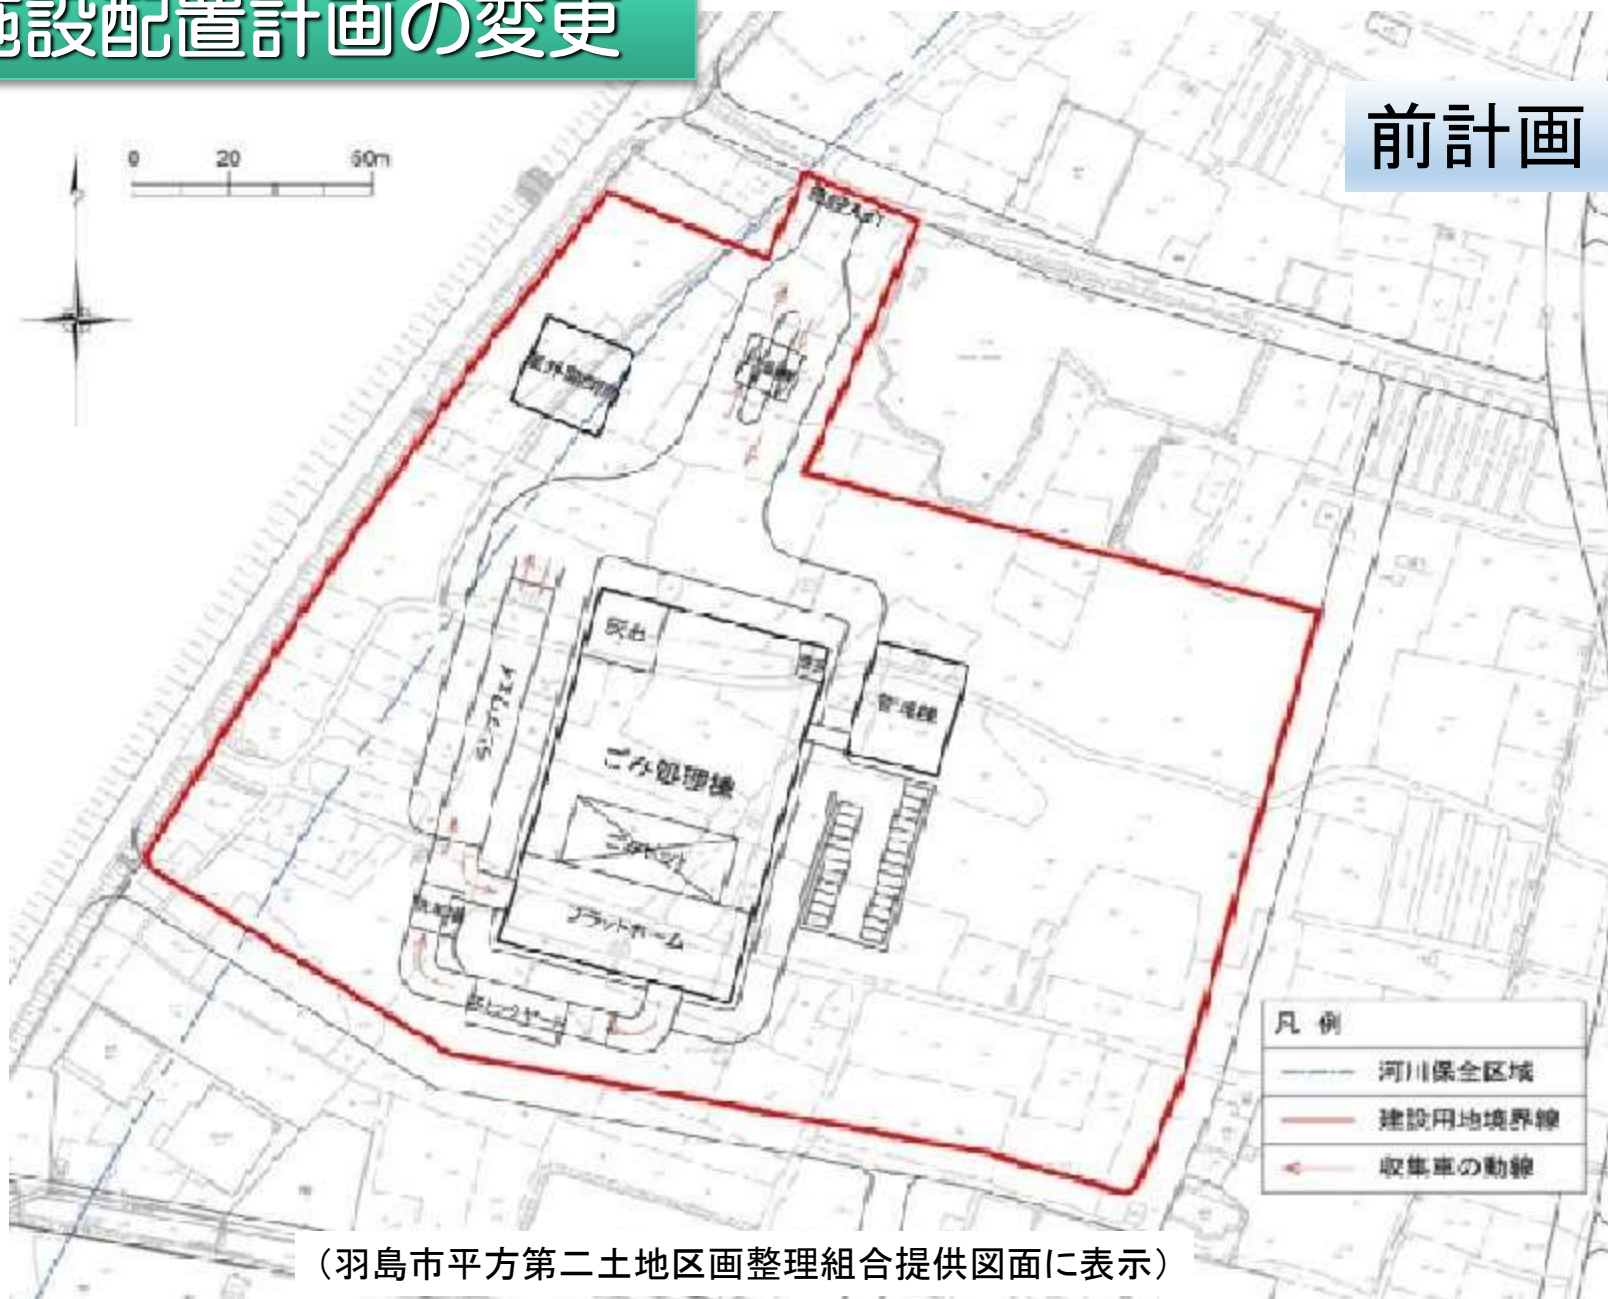 施設配置計画の変更
前計画
0 20 50m
灰出
管理棟
ランプウェイ
ごみ処理棟
ごみピット
プラットホーム
凡 例
河川保全区域
建設用地境界線
収集車の動線
（羽島市平方第二土地区画整理組合提供図面に表示）